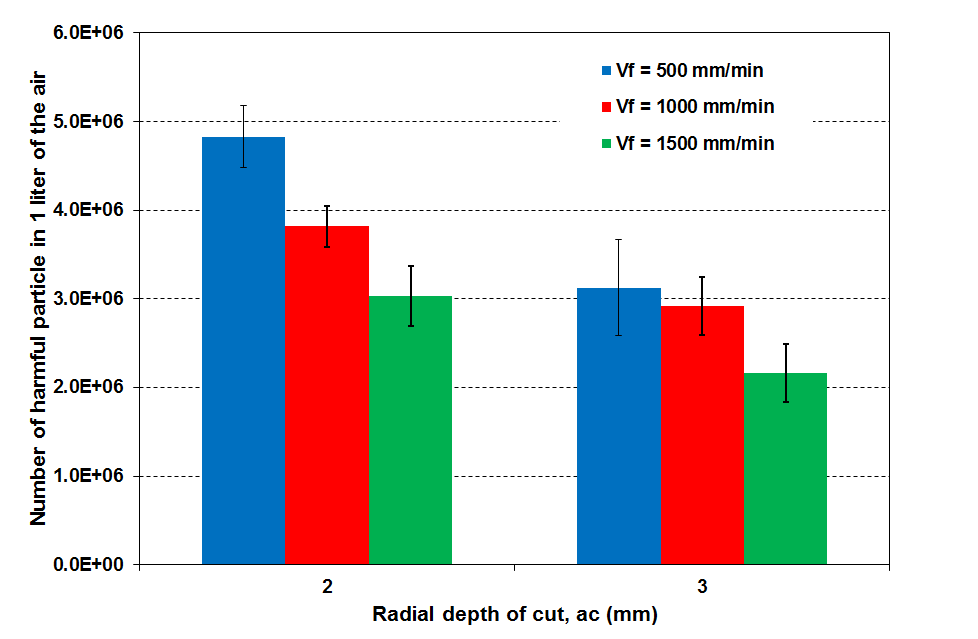 6.0E+06
5.0E+06
4.0E+06
3.0E+06
2.0E+06
1.0E+06
0.0E+00
Number of harmful particle in 1 liter of the air
Vf = 500 mm/min
Vf = 1000 mm/min
Vf = 1500 mm/min
2
3
Radial depth of cut, ac (mm)